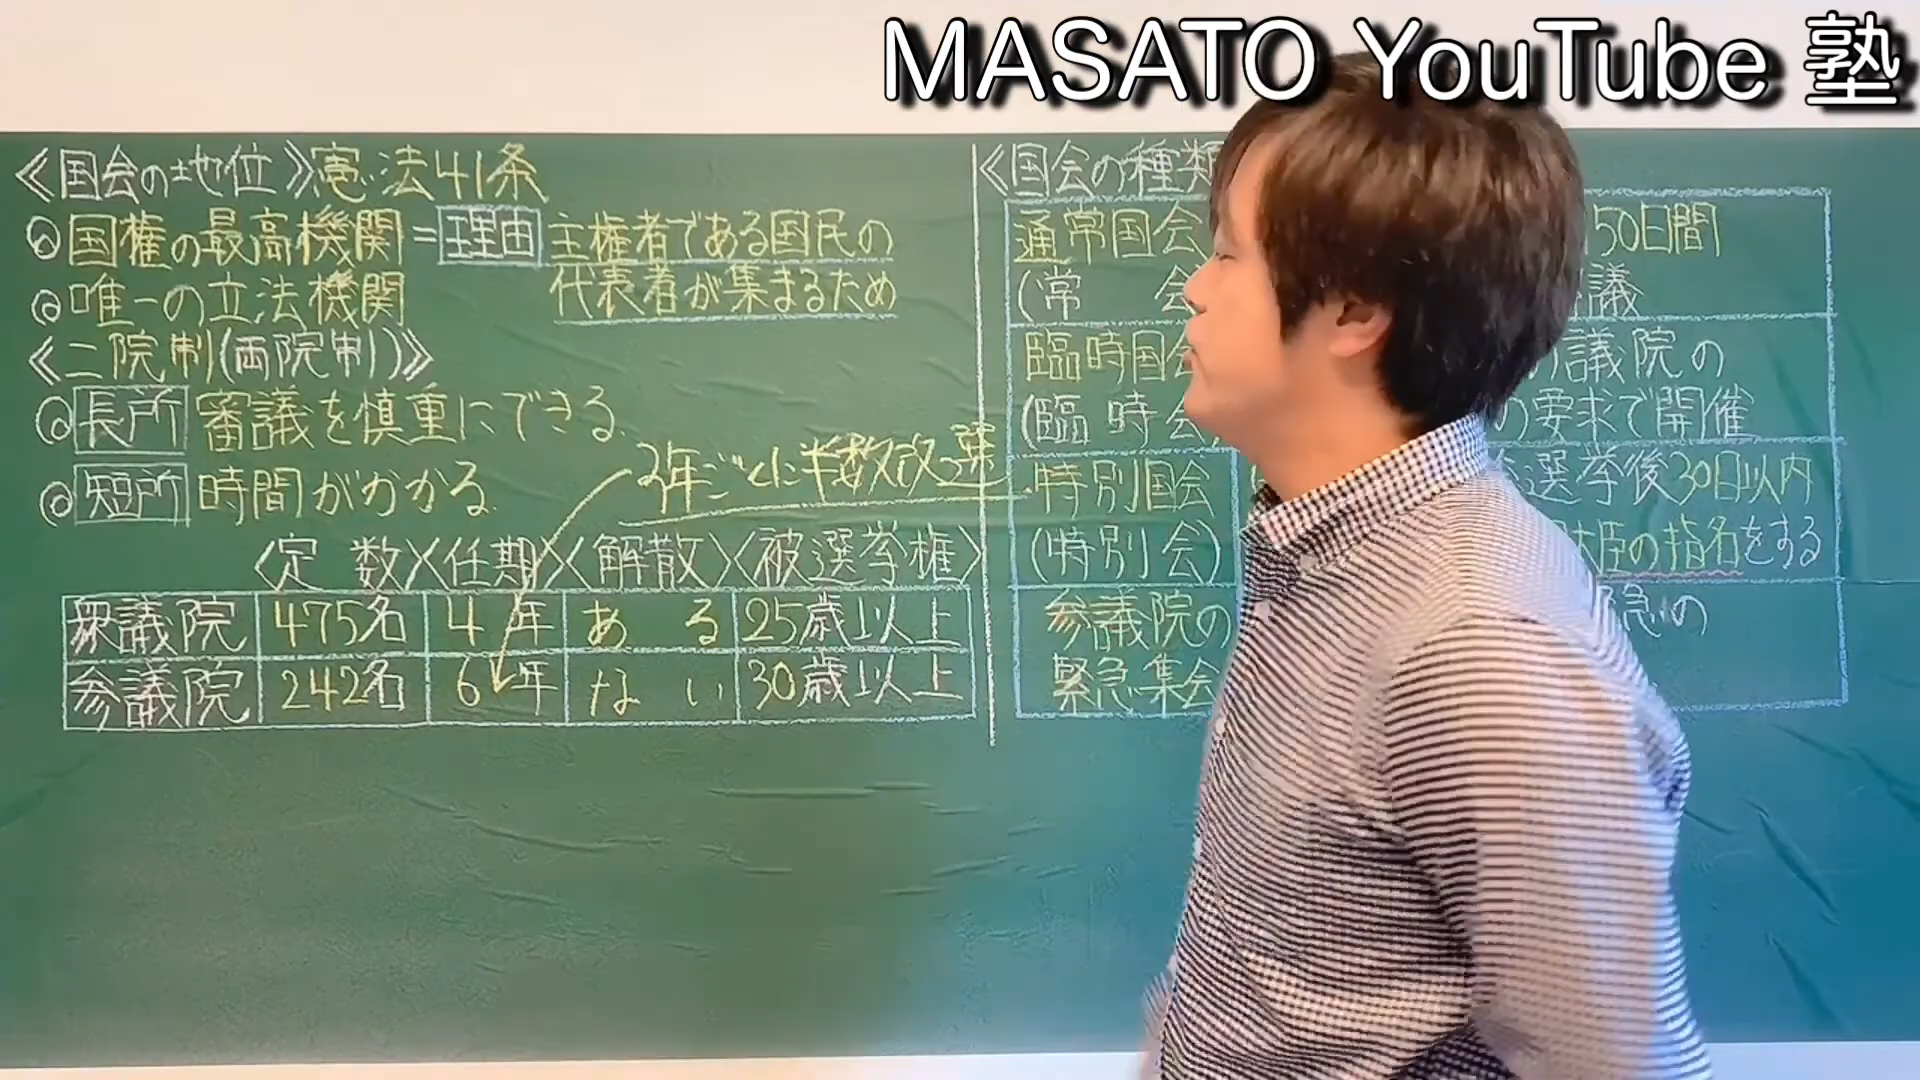 MASATO YouTube 塾
《国会の地位》憲法41条
◎国権の最高機関=理由 主権者である国民の
代表者が集まるため
◎唯一の立法機関
《二院制(両院制)》
◎長所 審議を慎重にできる
◎短所 時間がかかる
3年ごとに半数改選
〈定 数〉〈任期〉〈解散〉〈被選挙権〉
衆議院 475名 4年 ある 25歳以上
参議院 242名 6年 ない 30歳以上
《国会の種類
通常国会 50日間
(常 会) 議
臨時国会 議院の
(臨時会) の要求で開催
特別国会 選挙後30日以内
(特別会) 臣の指名をする
参議院の 急の
緊急集会